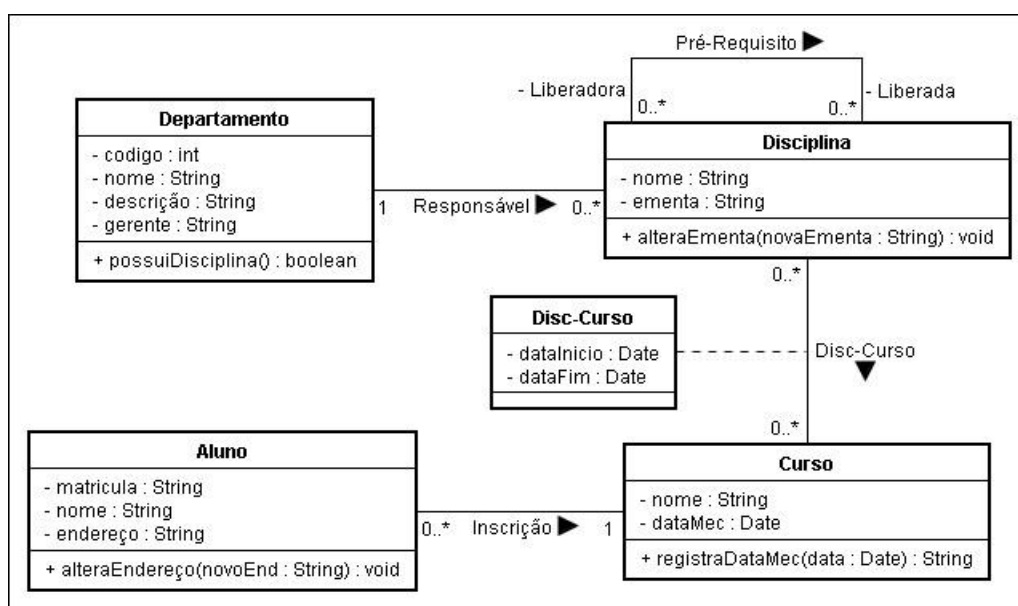 Pré-Requisito
- Liberadora
0..*
0..*
- Liberada
Departamento
- codigo : int
- nome : String
- descrição : String
- gerente : String
+ possuiDisciplina() : boolean
1
Responsável
0..*
Disciplina
- nome : String
- ementa : String
+ alteraEmenta(novaEmenta : String) : void
0..*
Disc-Curso
- dataInicio : Date
- dataFim : Date
Disc-Curso
0..*
Aluno
- matricula : String
- nome : String
- endereço : String
+ alteraEndereço(novoEnd : String) : void
0..*
Inscrição
1
Curso
- nome : String
- dataMec : Date
+ registraDataMec(data : Date) : String